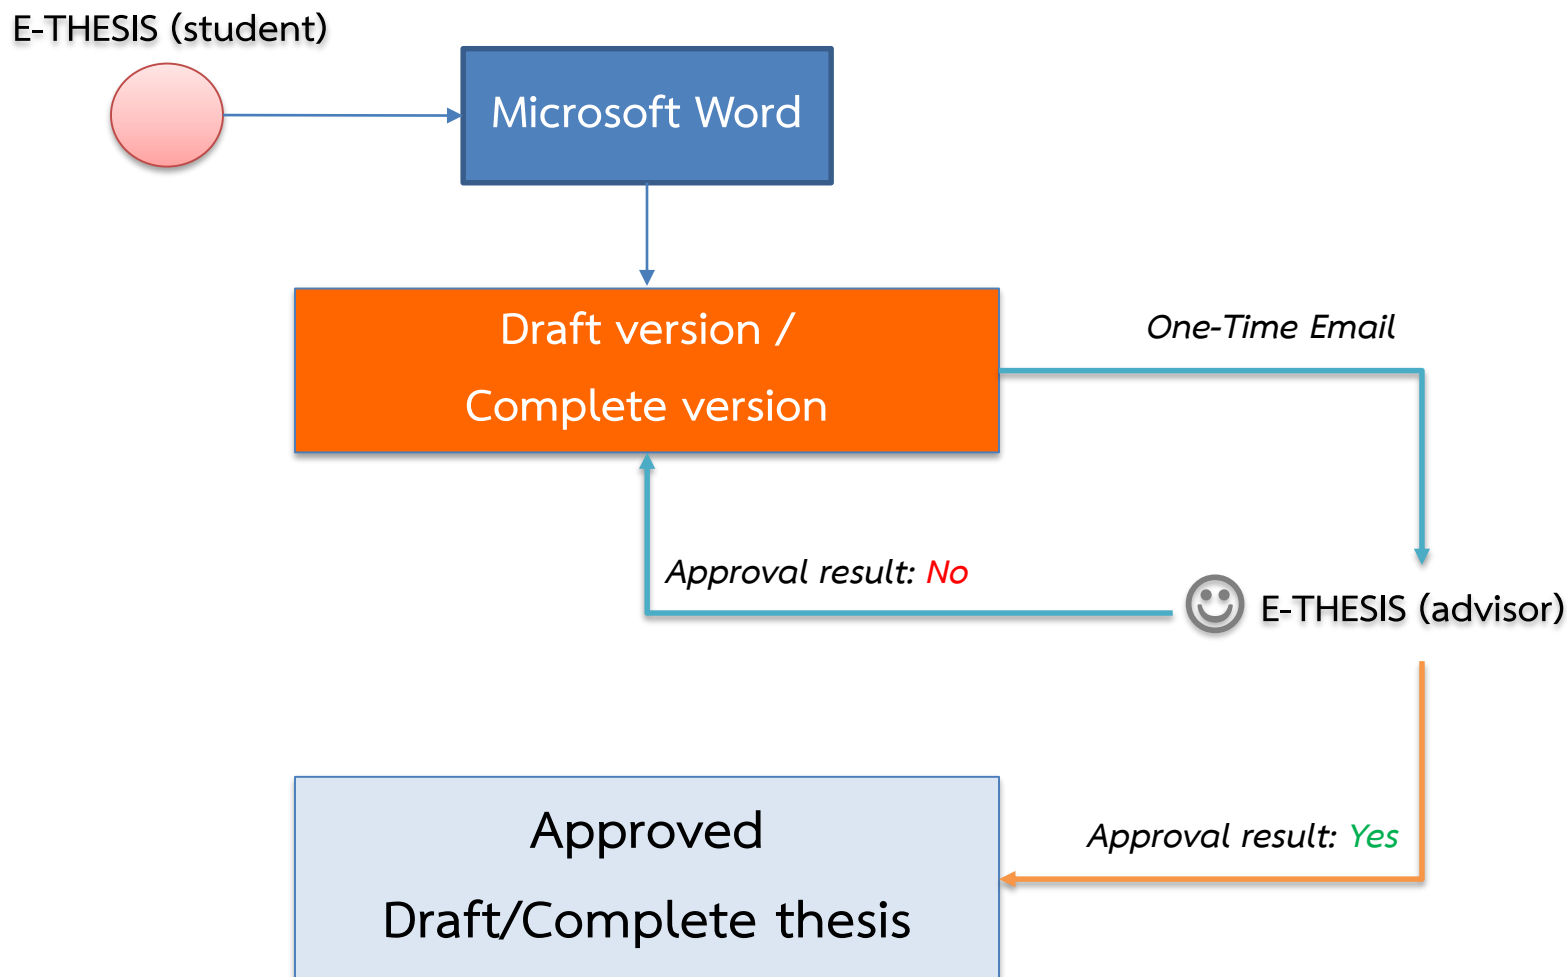 E-THESIS (student)
Microsoft Word
Draft version /
Complete version
One-Time Email
Approval result: No
E-THESIS (advisor)
Approved
Draft/Complete thesis
Approval result: Yes